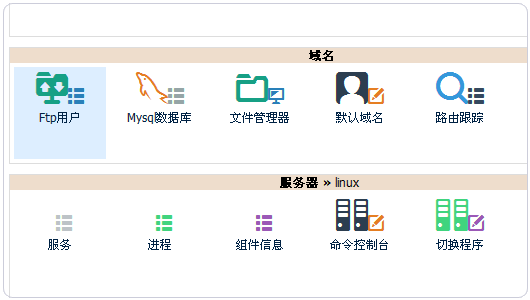 域名
Ftp用户 Mysql数据库 文件管理器 默认域名 路由跟踪
服务器 » linux
服务 进程 组件信息 命令控制台 切换程序